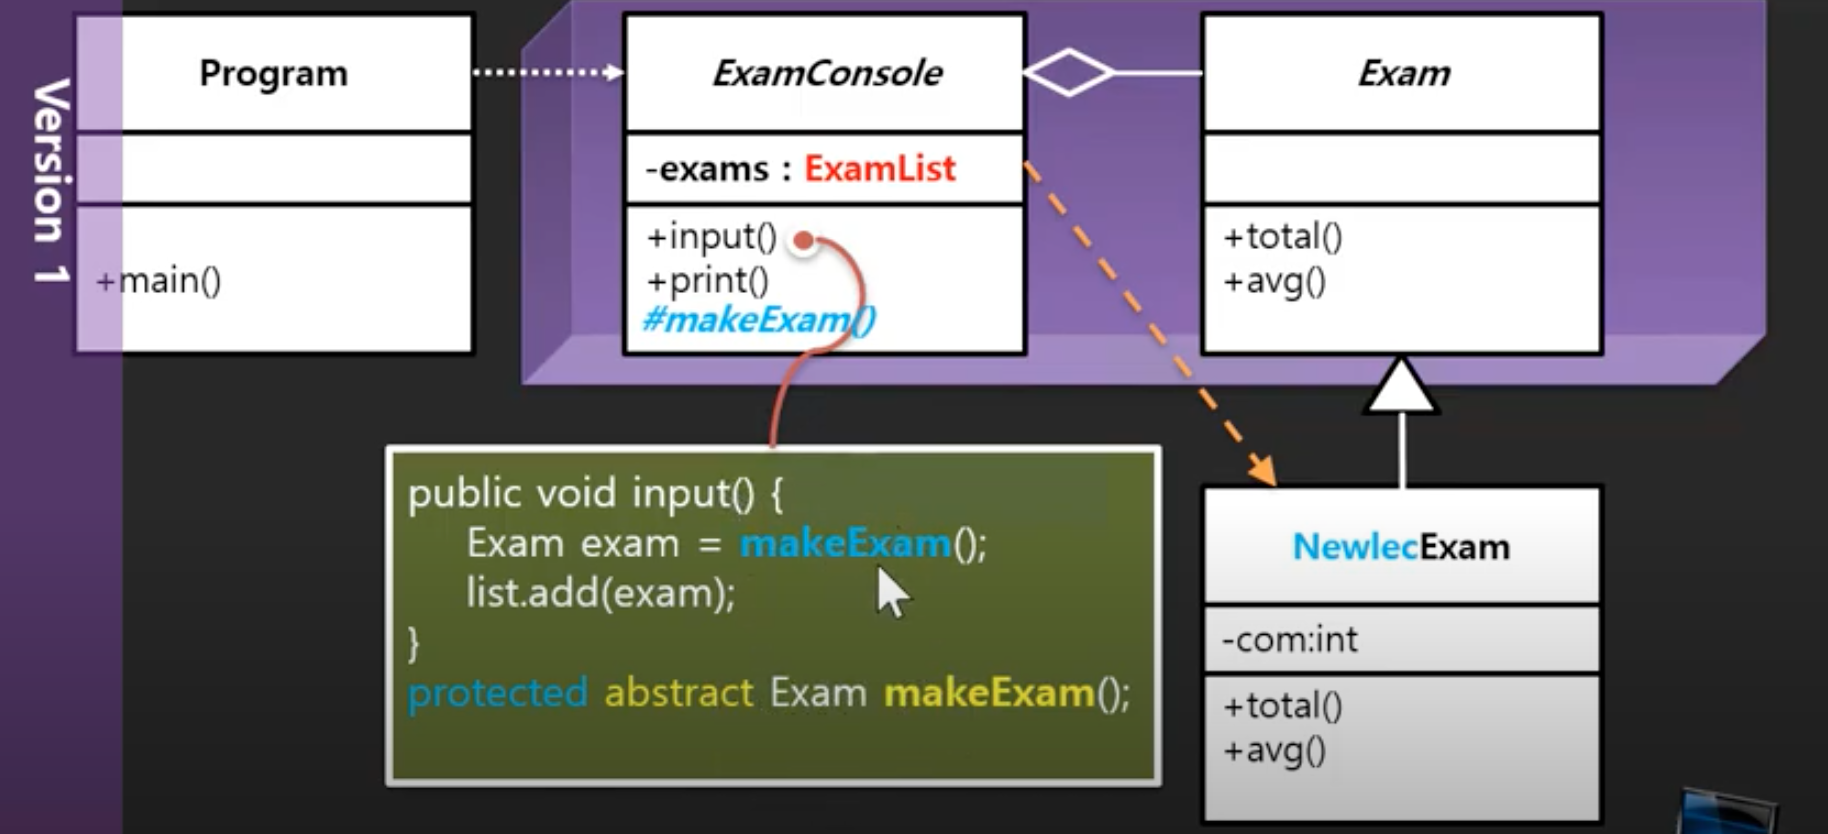 Version 1
Program
+main()
ExamConsole
-exams : ExamList
+input()
+print()
#makeExam()
Exam
+total()
+avg()
public void input() {
Exam exam = makeExam();
list.add(exam);
}
protected abstract Exam makeExam();
NewlecExam
-com:int
+total()
+avg()